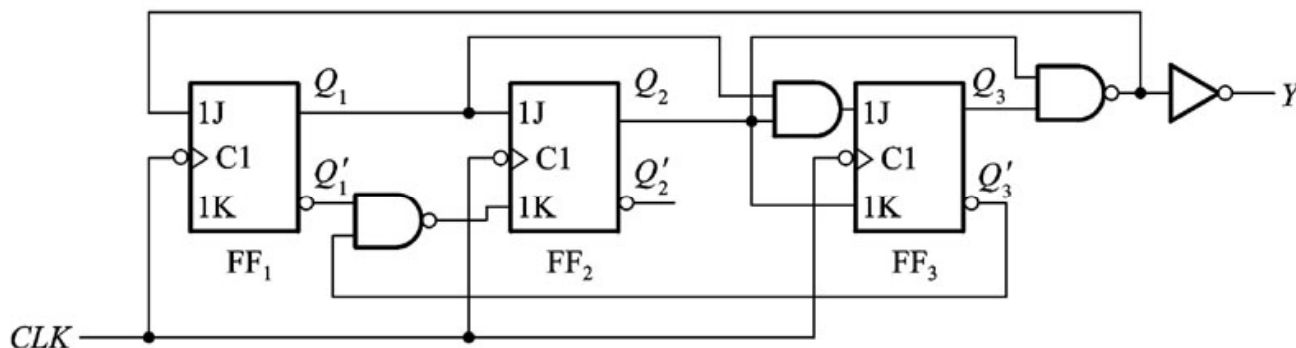 Q₁ Q₂ Q₃
1J 1J 1J Y
C1 C1 C1
Q₁′ Q₂′ Q₃′
1K 1K 1K
FF₁ FF₂ FF₃
CLK